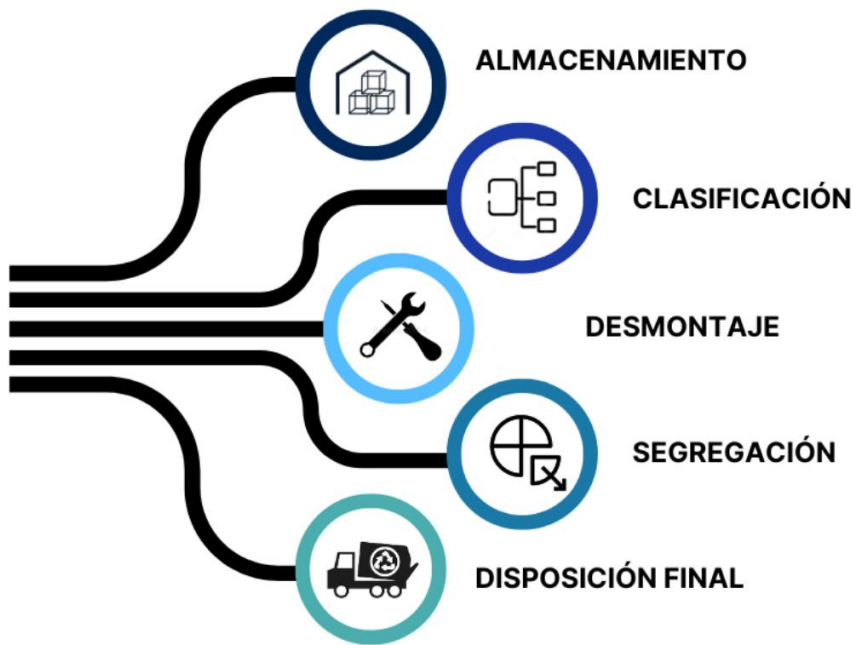 ALMACENAMIENTO
CLASIFICACIÓN
DESMONTAJE
SEGREGACIÓN
DISPOSICIÓN FINAL